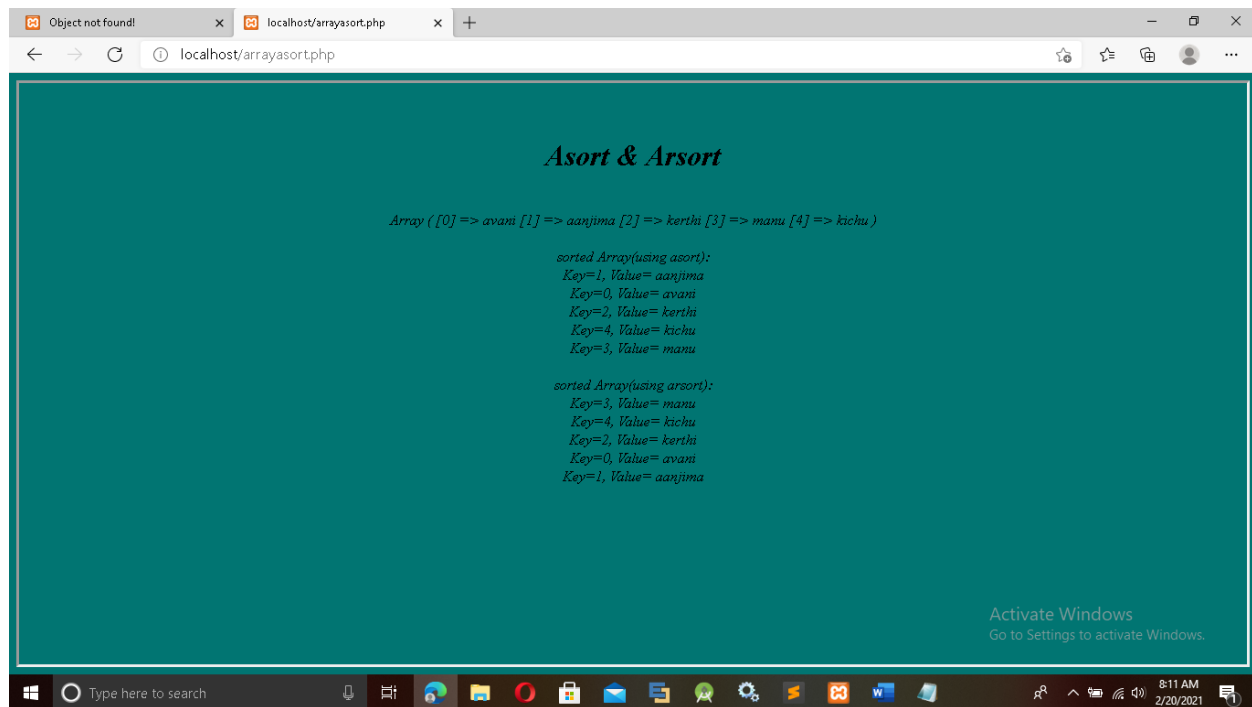 Object not found!
localhost/arrayasort.php
localhost/arrayasort.php
Asort & Arsort
Array ( [0] => avani [1] => aanjima [2] => kerthi [3] => manu [4] => kichu )
sorted Array(using asort):
Key=1, Value= aanjima
Key=0, Value= avani
Key=2, Value= kerthi
Key=4, Value= kichu
Key=3, Value= manu
sorted Array(using arsort):
Key=3, Value= manu
Key=4, Value= kichu
Key=2, Value= kerthi
Key=0, Value= avani
Key=1, Value= aanjima
Activate Windows
Go to Settings to activate Windows.
Type here to search
8:11 AM
2/20/2021